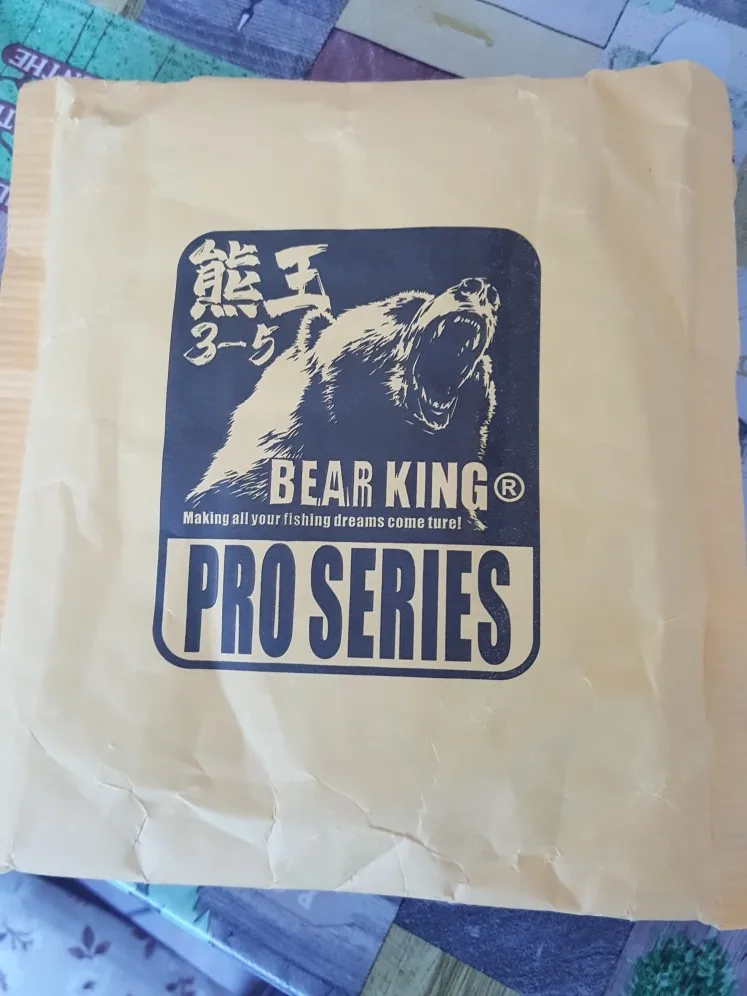 熊王
3-5
BEAR KING®
Making all your fishing dreams come ture!
PRO SERIES